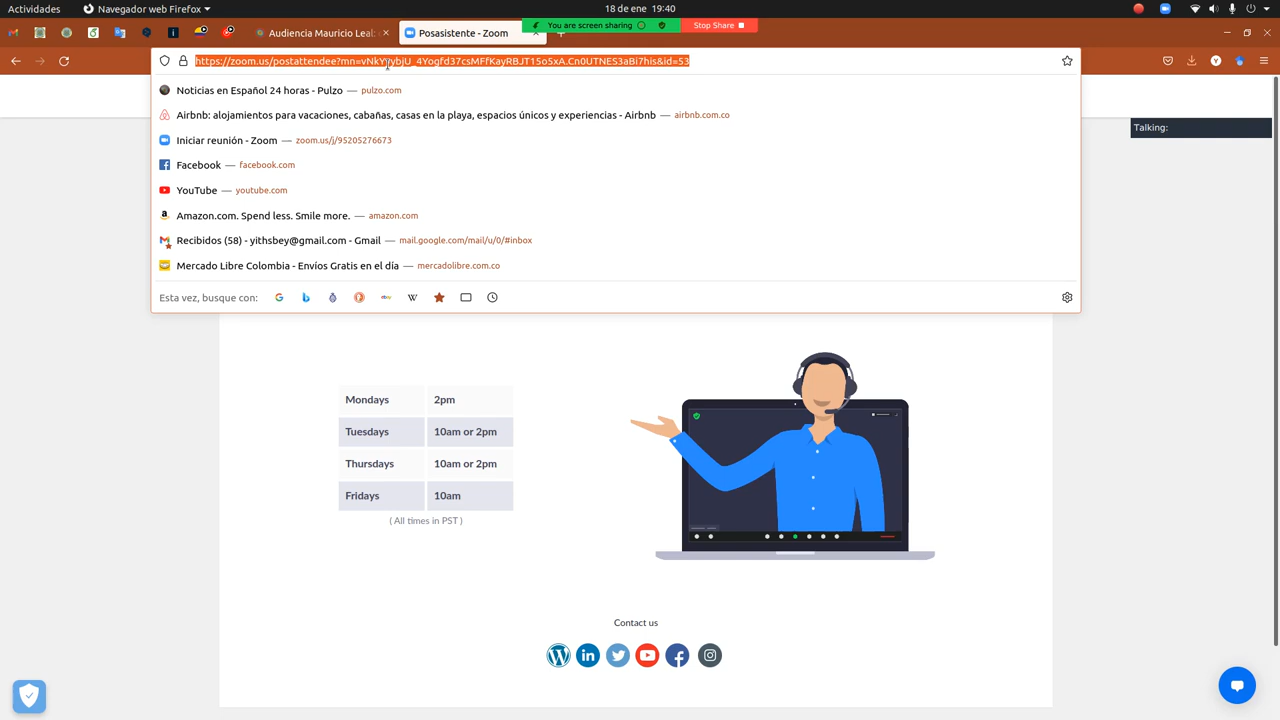 Actividades
Navegador web Firefox
18 de ene 19:40
You are screen sharing
Stop Share
Audiencia Mauricio Leal:
Posasistente - Zoom
https://zoom.us/postattendee?mn=
Noticias en Español 24 horas - Pulzo — pulzo.com
Airbnb: alojamientos para vacaciones, cabañas, casas en la playa, espacios únicos y experiencias - Airbnb — airbnb.com.co
Iniciar reunión - Zoom — zoom.us/j/95205276673
Facebook — facebook.com
YouTube — youtube.com
Amazon.com. Spend less. Smile more. — amazon.com
Recibidos (58) - yithsbey@gmail.com - Gmail — mail.google.com/mail/u/0/#inbox
Mercado Libre Colombia - Envíos Gratis en el día — mercadolibre.com.co
Esta vez, busque con:
Talking:
Mondays 2pm
Tuesdays 10am or 2pm
Thursdays 10am or 2pm
Fridays 10am
( All times in PST )
Contact us